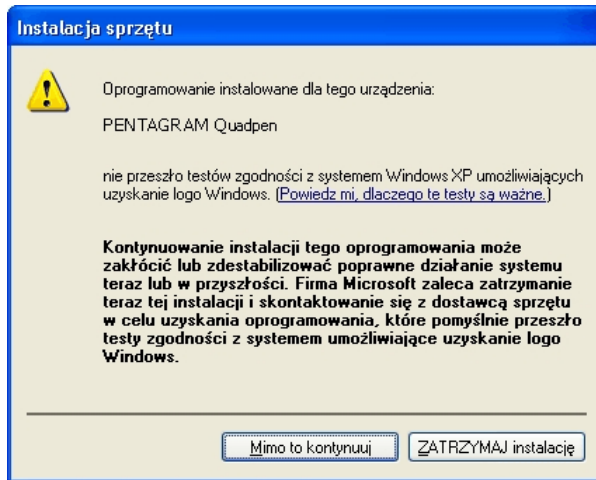 Instalacja sprzętu
Oprogramowanie instalowane dla tego urządzenia:
PENTAGRAM Quadpen
nie przeszło testów zgodności z systemem Windows XP umożliwiających
uzyskanie logo Windows. (Powiedz mi, dlaczego te testy są ważne.)
Kontynuowanie instalacji tego oprogramowania może
zakłócić lub zdestabilizować poprawne działanie systemu
teraz lub w przyszłości. Firma Microsoft zaleca zatrzymanie
teraz tej instalacji i skontaktowanie się z dostawcą sprzętu
w celu uzyskania oprogramowania, które pomyślnie przeszło
testy zgodności z systemem umożliwiające uzyskanie logo
Windows.
Mimo to kontynuuj ZATRZYMAJ instalację